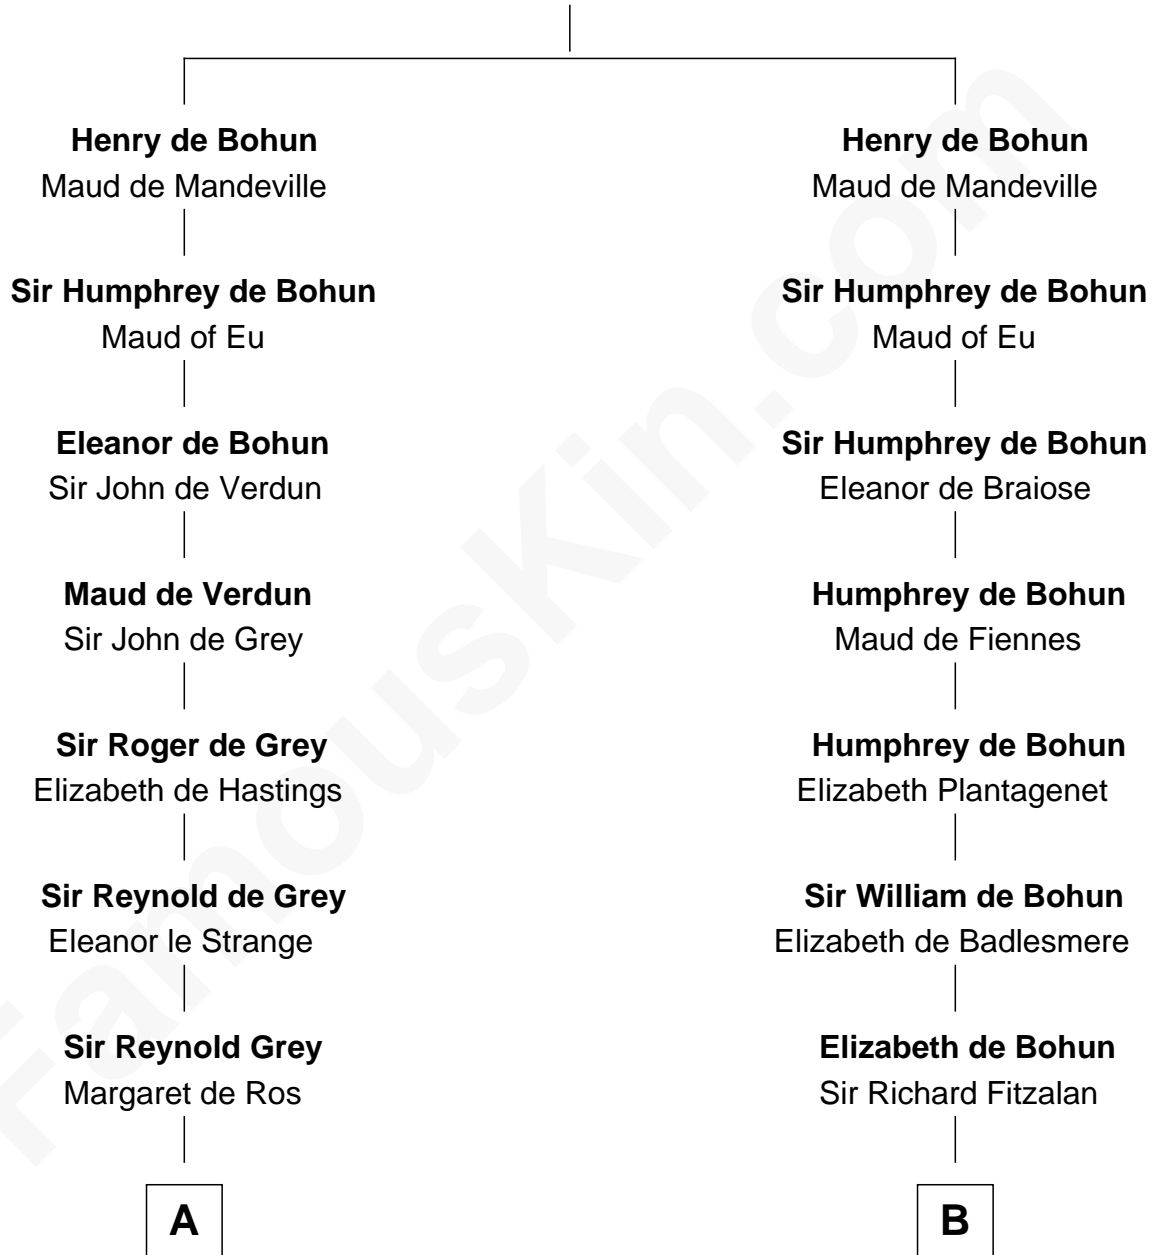 Henry de Bohun
Maud de Mandeville
Sir Humphrey de Bohun
Maud of Eu
Eleanor de Bohun
Sir John de Verdun
Maud de Verdun
Sir John de Grey
Sir Roger de Grey
Elizabeth de Hastings
Sir Reynold de Grey
Eleanor le Strange
Sir Reynold Grey
Margaret de Ros
A
Henry de Bohun
Maud de Mandeville
Sir Humphrey de Bohun
Maud of Eu
Sir Humphrey de Bohun
Eleanor de Braiose
Humphrey de Bohun
Maud de Fiennes
Humphrey de Bohun
Elizabeth Plantagenet
Sir William de Bohun
Elizabeth de Badlesmere
Elizabeth de Bohun
Sir Richard Fitzalan
B
FamousKin.com